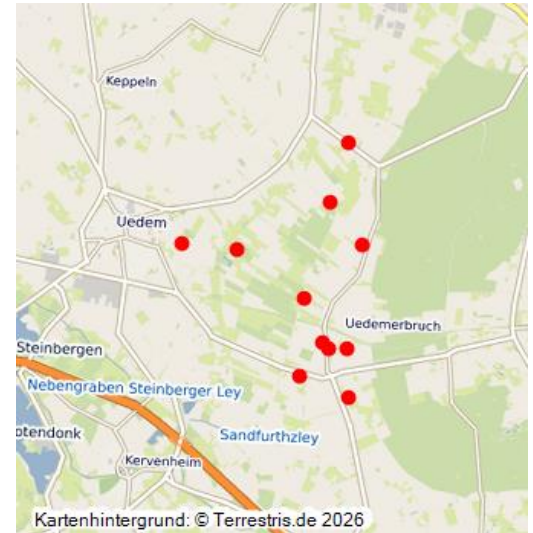 Keppeln
Uedem
Uedemerbruch
Steinbergen
Nebengraben Steinberger Ley
otendonk
Sandfurthzley
Kervenheim
Kartenhintergrund: © Terrestris.de 2026